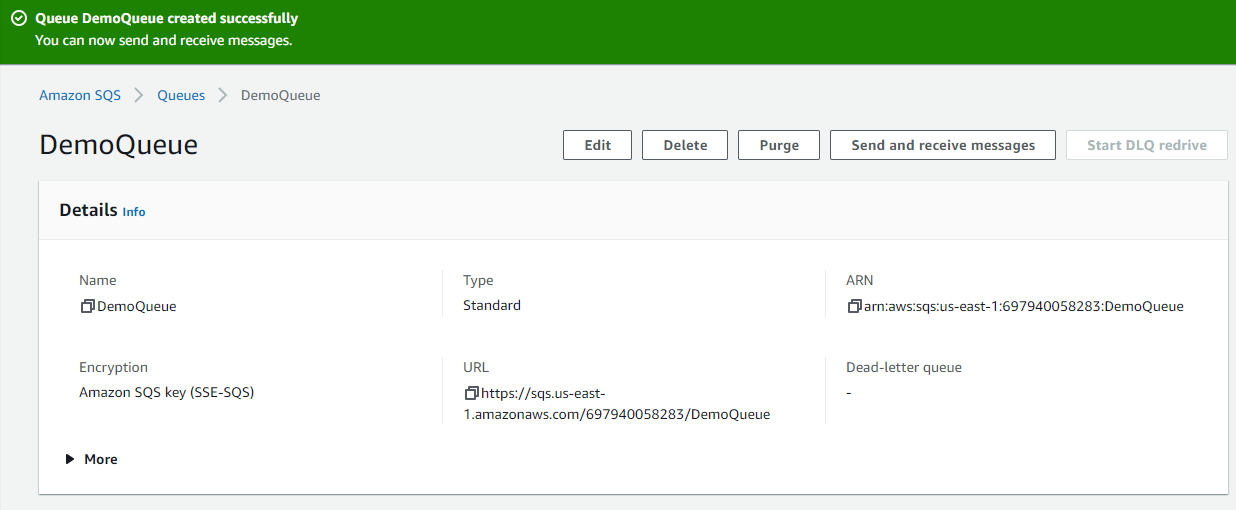 Queue DemoQueue created successfully
You can now send and receive messages.
Amazon SQS > Queues > DemoQueue
DemoQueue
Edit
Delete
Purge
Send and receive messages
Start DLQ redrive
Details Info
Name
DemoQueue
Type
Standard
ARN
arn:aws:sqs:us-east-1:697940058283:DemoQueue
Encryption
Amazon SQS key (SSE-SQS)
URL
https://sqs.us-east-
1.amazonaws.com/697940058283/DemoQueue
Dead-letter queue
-
More